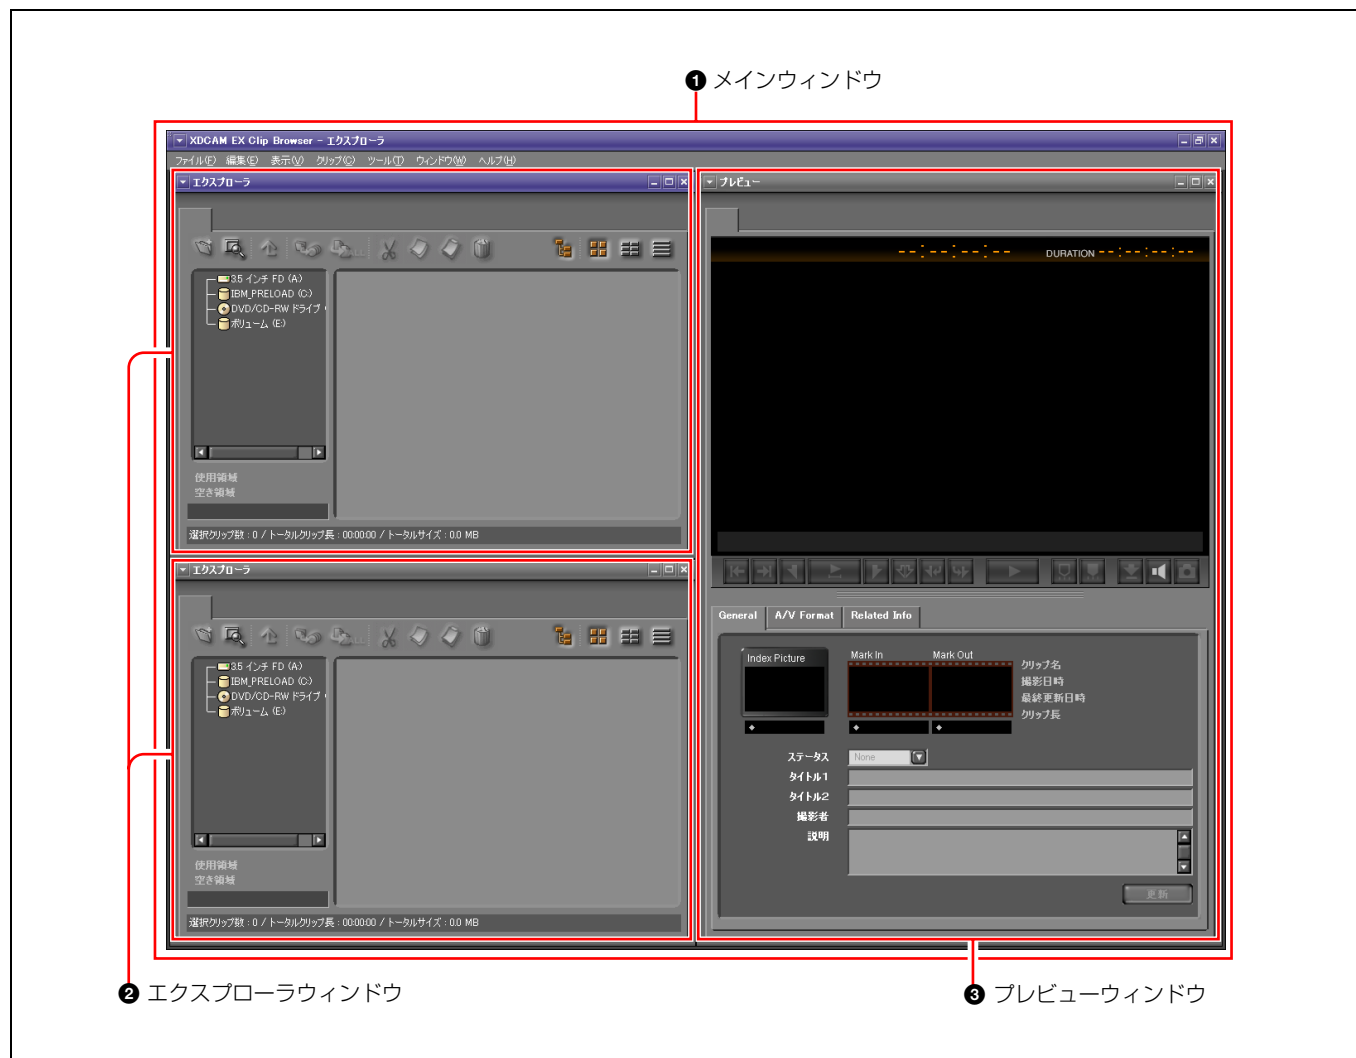 ❶ メインウィンドウ
XDCAM EX Clip Browser - エクスプローラ
ファイル(F) 編集(E) 表示(V) クリップ(C) ツール(T) ウィンドウ(W) ヘルプ(H)
エクスプローラ
3.5 インチ FD (A:)
IBM_PRELOAD (C:)
DVD/CD-RW ドライブ
ボリューム (E:)
使用領域
空き領域
選択クリップ数 : 0 / トータルクリップ長 : 00:00:00 / トータルサイズ : 0.0 MB
エクスプローラ
3.5 インチ FD (A:)
IBM_PRELOAD (C:)
DVD/CD-RW ドライブ
ボリューム (E:)
使用領域
空き領域
選択クリップ数 : 0 / トータルクリップ長 : 00:00:00 / トータルサイズ : 0.0 MB
プレビュー
--:--:--:-- DURATION --:--:--:--
General A/V Format Related Info
Index Picture Mark In Mark Out
クリップ名
撮影日時
最終更新日時
クリップ長
ステータス None
タイトル1
タイトル2
撮影者
説明
更新
❷ エクスプローラウィンドウ
❸ プレビューウィンドウ